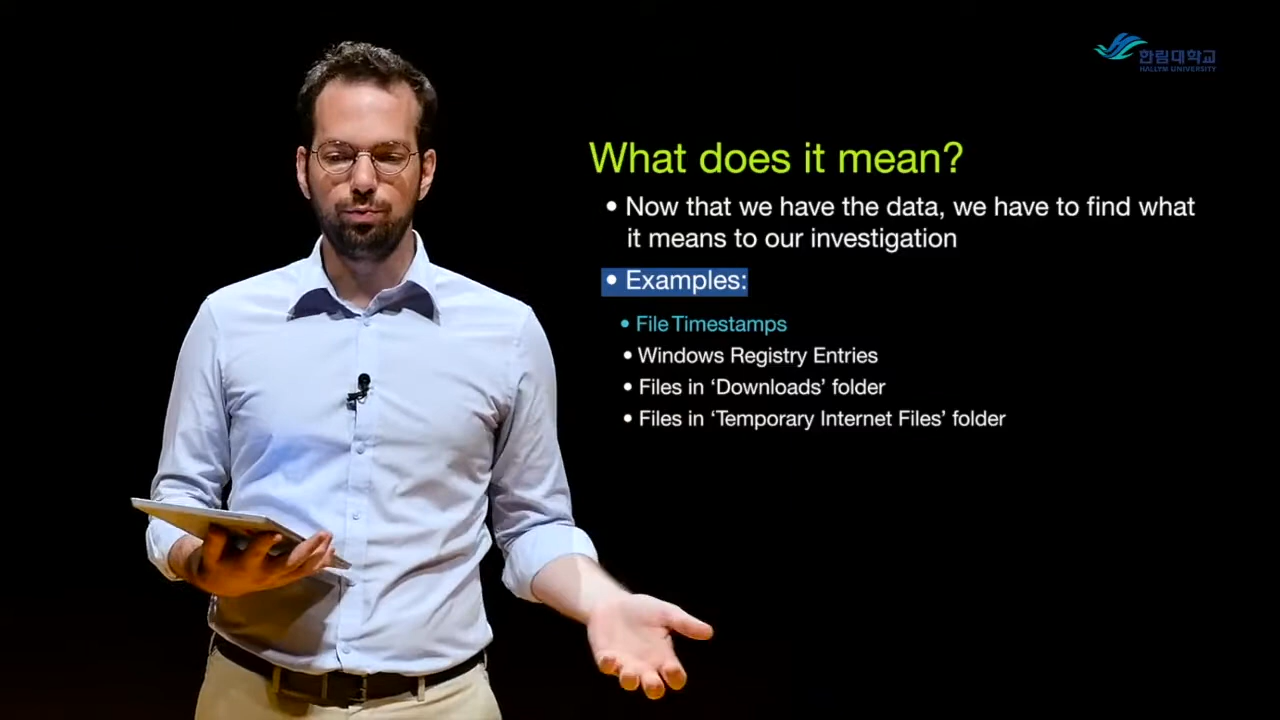 한림대학교
HALLYM UNIVERSITY
What does it mean?
• Now that we have the data, we have to find what
it means to our investigation
• Examples:
• File Timestamps
• Windows Registry Entries
• Files in ‘Downloads’ folder
• Files in ‘Temporary Internet Files’ folder